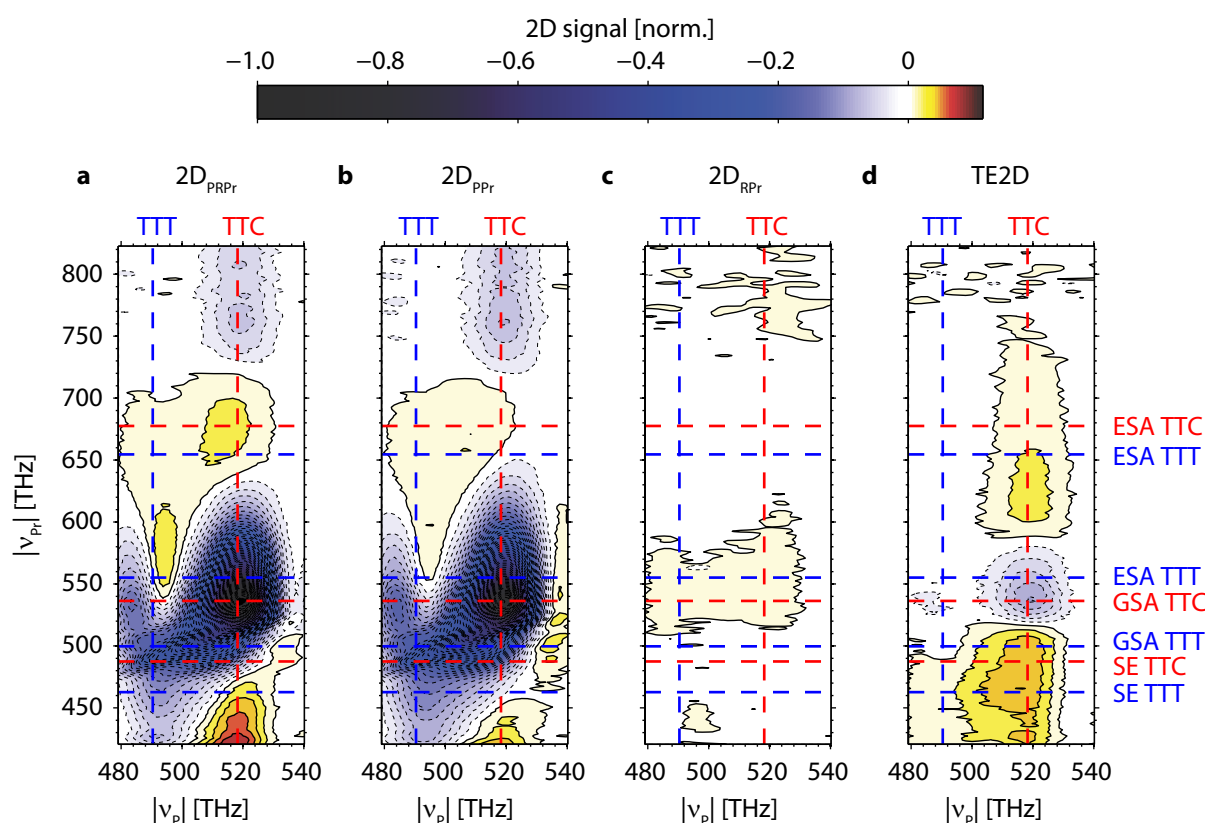 2D signal [norm.]
−1.0 −0.8 −0.6 −0.4 −0.2 0
a 2D_PRPr b 2D_PPr c 2D_RPr d TE2D
TTT TTC TTT TTC TTT TTC TTT TTC
800
750
700
ESA TTC
650
ESA TTT
600
|ν_Pr| [THz]
ESA TTT
550
GSA TTC
500
GSA TTT
SE TTC
SE TTT
450
480 500 520 540 480 500 520 540 480 500 520 540 480 500 520 540
|ν_p| [THz] |ν_p| [THz] |ν_p| [THz] |ν_p| [THz]